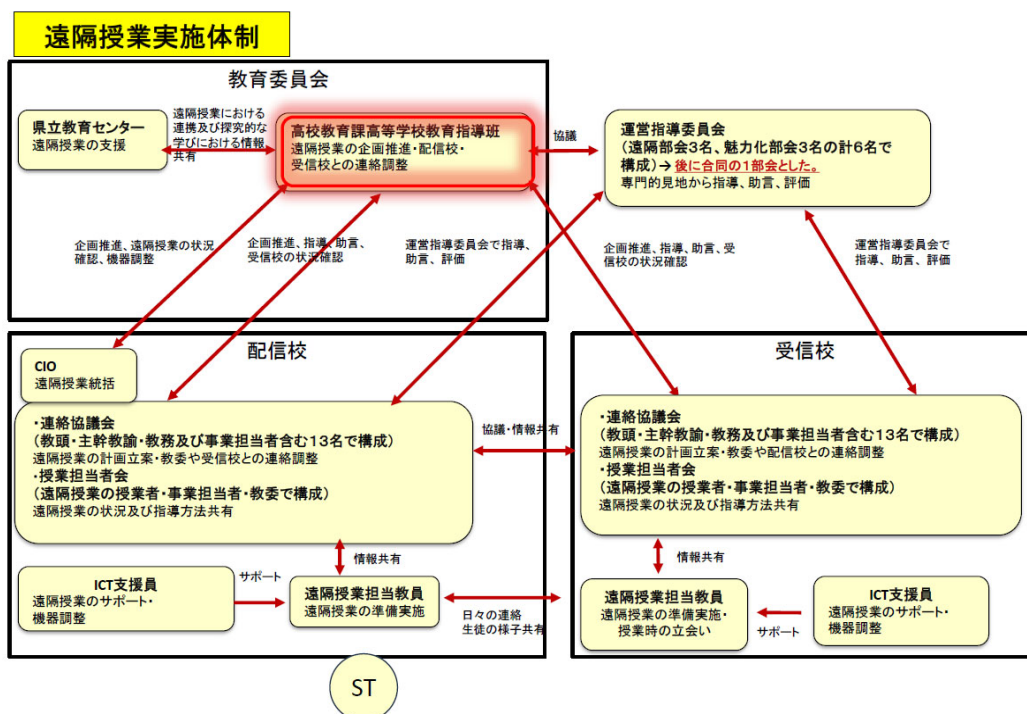 遠隔授業実施体制
教育委員会
県立教育センター
遠隔授業の支援
遠隔授業における
連携及び探究的な
学びにおける情報
共有
高校教育課高等学校教育指導班
遠隔授業の企画推進・配信校・
受信校との連絡調整
協議
運営指導委員会
(遠隔部会3名、魅力化部会3名の計6名で
構成)→後に合同の1部会とした。
専門的見地から指導、助言、評価
企画推進、遠隔授業の状況
確認、機器調整
企画推進、指導、助言、
受信校の状況確認
運営指導委員会で指導、
助言、評価
企画推進、指導、助言、受
信校の状況確認
運営指導委員会で
指導、助言、評価
配信校
CIO
遠隔授業統括
・連絡協議会
(教頭・主幹教諭・教務及び事業担当者含む13名で構成)
遠隔授業の計画立案・教委や受信校との連絡調整
・授業担当者会
(遠隔授業の授業者・事業担当者・教委で構成)
遠隔授業の状況及び指導方法共有
協議・情報共有
受信校
・連絡協議会
(教頭・主幹教諭・教務及び事業担当者含む13名で構成)
遠隔授業の計画立案・教委や配信校との連絡調整
・授業担当者会
(遠隔授業の授業者・事業担当者・教委で構成)
遠隔授業の状況及び指導方法共有
情報共有
ICT支援員
遠隔授業のサポート・
機器調整
サポート
遠隔授業担当教員
遠隔授業の準備実施
日々の連絡
生徒の様子共有
情報共有
遠隔授業担当教員
遠隔授業の準備実施・
授業時の立会い
サポート
ICT支援員
遠隔授業のサポート・
機器調整
ST